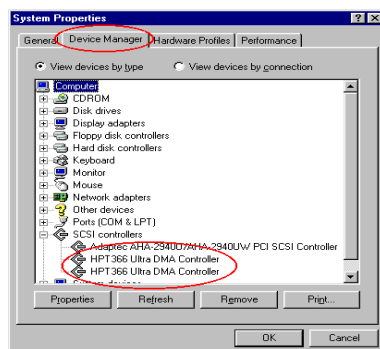 System Properties
General Device Manager Hardware Profiles Performance
View devices by type View devices by connection
Computer
CDROM
Disk drives
Display adapters
Floppy disk controllers
Hard disk controllers
Keyboard
Monitor
Mouse
Network adapters
Other devices
Ports (COM & LPT)
SCSI controllers
Adaptec AHA-2940U/AHA-2940UW PCI SCSI Controller
HPT366 Ultra DMA Controller
HPT366 Ultra DMA Controller
System devices
Properties Refresh Remove Print...
OK Cancel